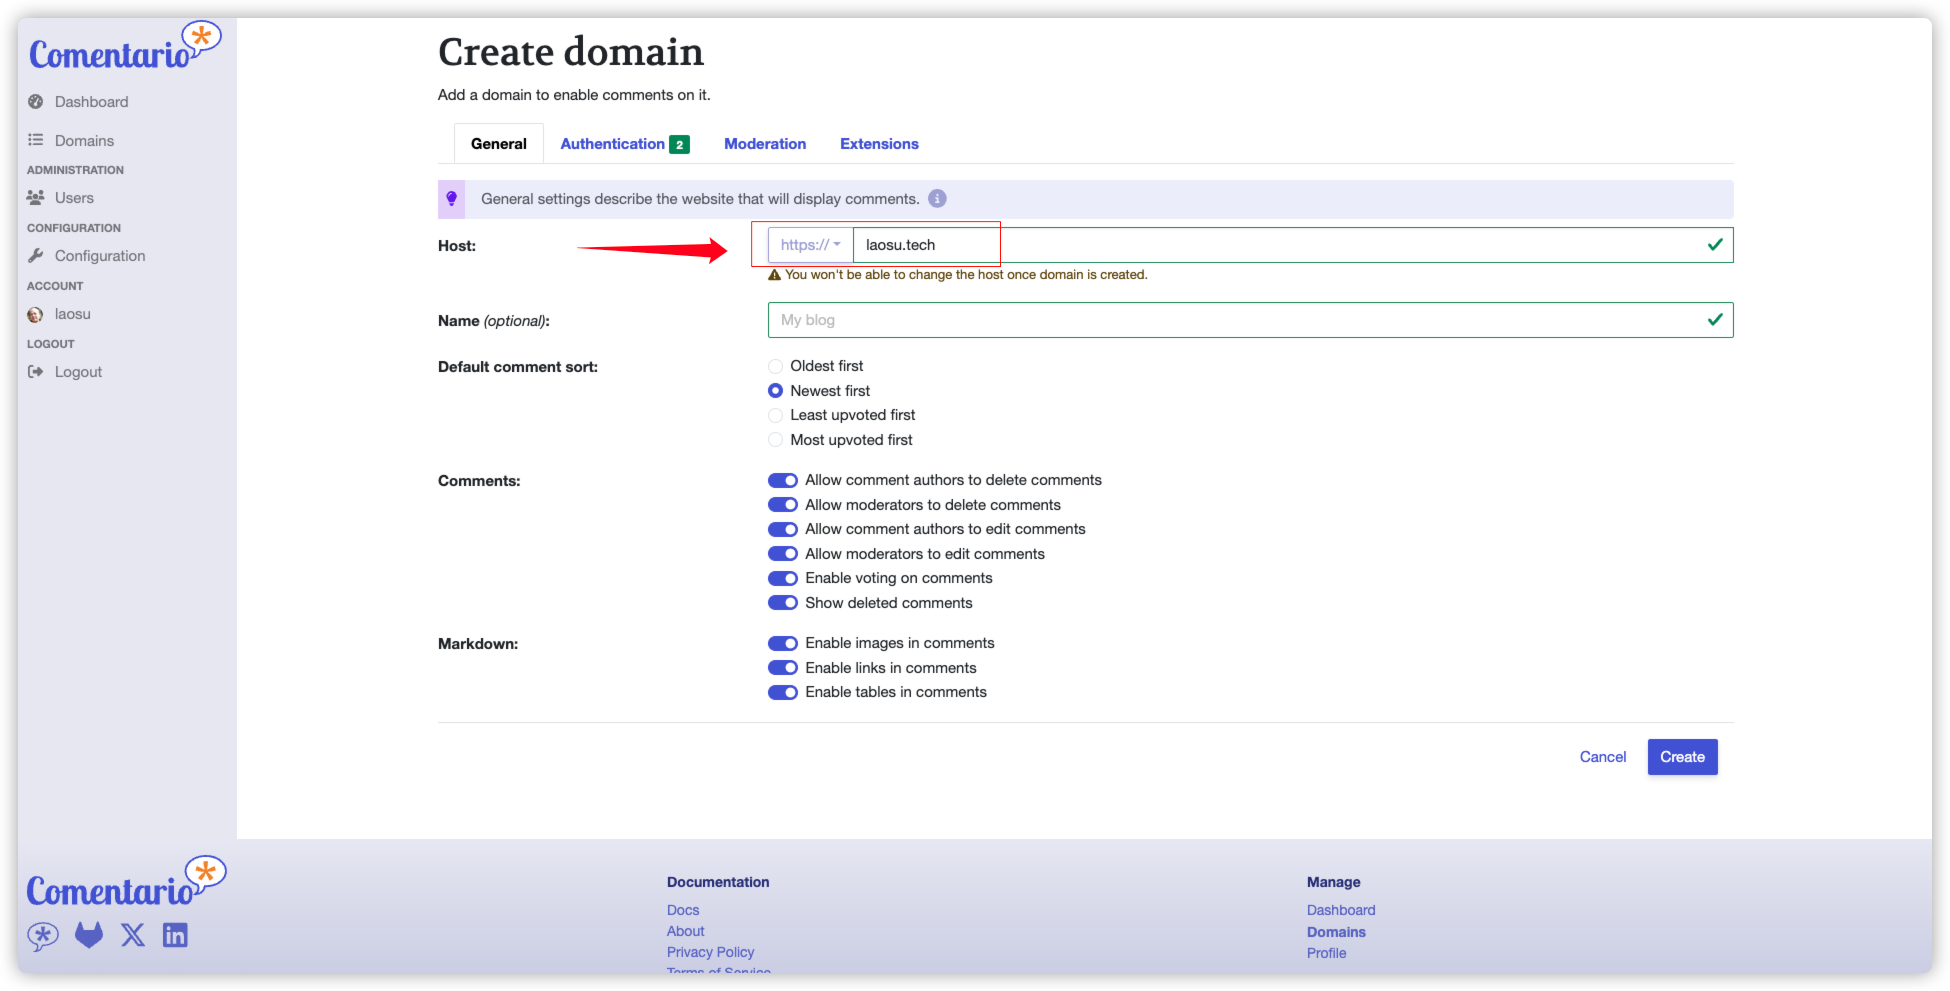 Comentario
Dashboard
Domains
ADMINISTRATION
Users
CONFIGURATION
Configuration
ACCOUNT
laosu
LOGOUT
Logout
Create domain
Add a domain to enable comments on it.
General Authentication 2 Moderation Extensions
General settings describe the website that will display comments.
Host: https:// laosu.tech
You won't be able to change the host once domain is created.
Name (optional): My blog
Default comment sort: Oldest first
Newest first
Least upvoted first
Most upvoted first
Comments: Allow comment authors to delete comments
Allow moderators to delete comments
Allow comment authors to edit comments
Allow moderators to edit comments
Enable voting on comments
Show deleted comments
Markdown: Enable images in comments
Enable links in comments
Enable tables in comments
Cancel Create
Comentario
Documentation
Docs
About
Privacy Policy
Terms of Service
Manage
Dashboard
Domains
Profile